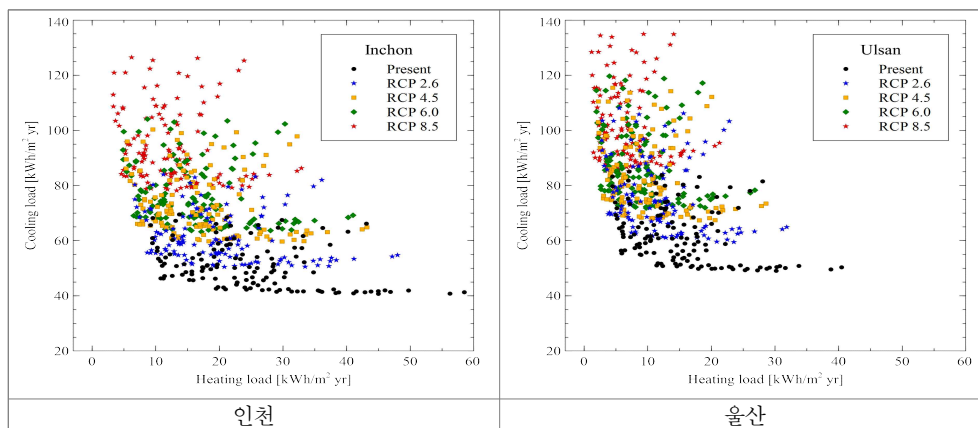 Inchon
Present
RCP 2.6
RCP 4.5
RCP 6.0
RCP 8.5
Cooling load [kWh/m² yr]
140
120
100
80
60
40
20
0
10
20
30
40
50
60
Heating load [kWh/m² yr]
인천
Ulsan
Present
RCP 2.6
RCP 4.5
RCP 6.0
RCP 8.5
Cooling load [kWh/m² yr]
140
120
100
80
60
40
20
0
10
20
30
40
50
60
Heating load [kWh/m² yr]
울산